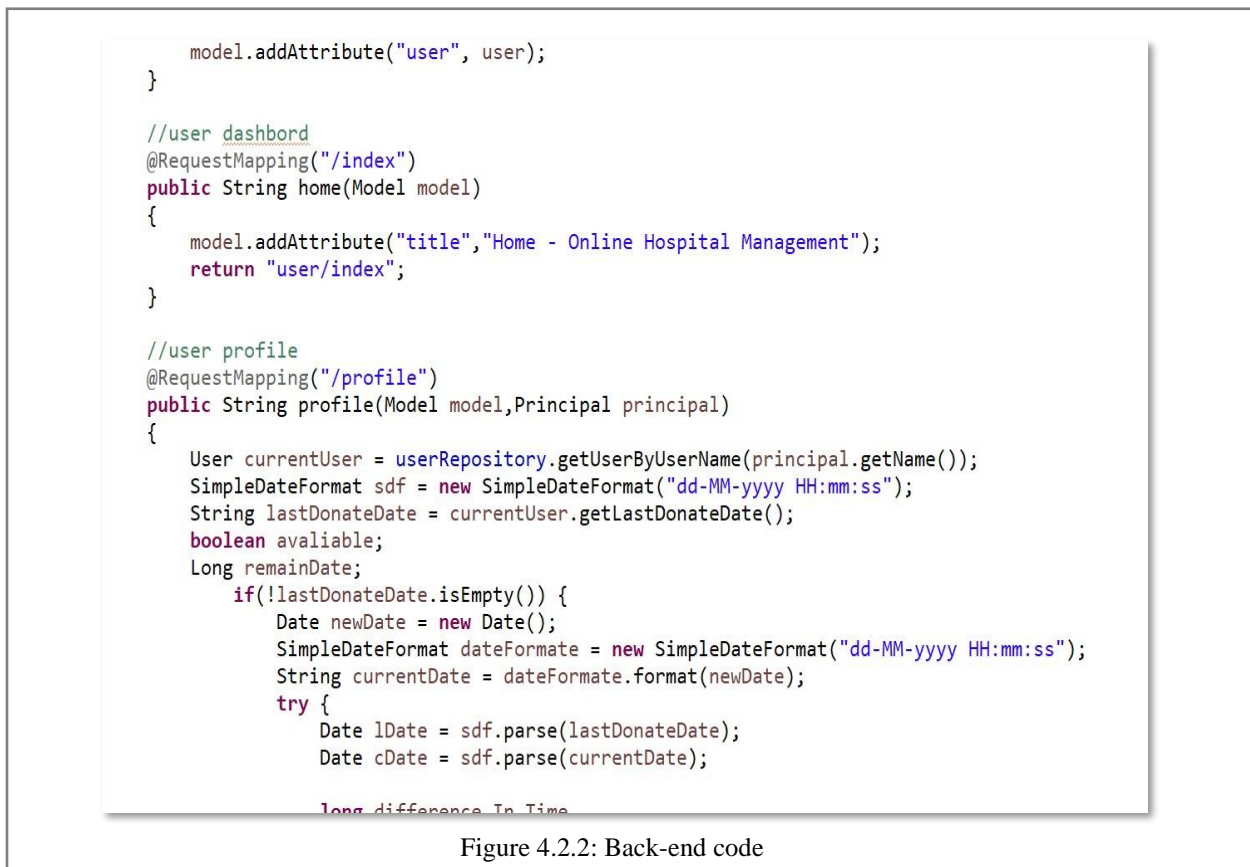 model.addAttribute("user", user);
}
//user dashbord
@RequestMapping("/index")
public String home(Model model)
{
model.addAttribute("title","Home - Online Hospital Management");
return "user/index";
}
//user profile
@RequestMapping("/profile")
public String profile(Model model,Principal principal)
{
User currentUser = userRepository.getUserByUserName(principal.getName());
SimpleDateFormat sdf = new SimpleDateFormat("dd-MM-yyyy HH:mm:ss");
String lastDonateDate = currentUser.getLastDonateDate();
boolean avaliable;
Long remainDate;
if(!lastDonateDate.isEmpty()) {
Date newDate = new Date();
SimpleDateFormat dateFormate = new SimpleDateFormat("dd-MM-yyyy HH:mm:ss");
String currentDate = dateFormate.format(newDate);
try {
Date lDate = sdf.parse(lastDonateDate);
Date cDate = sdf.parse(currentDate);
long difference_In_Time
Figure 4.2.2: Back-end code